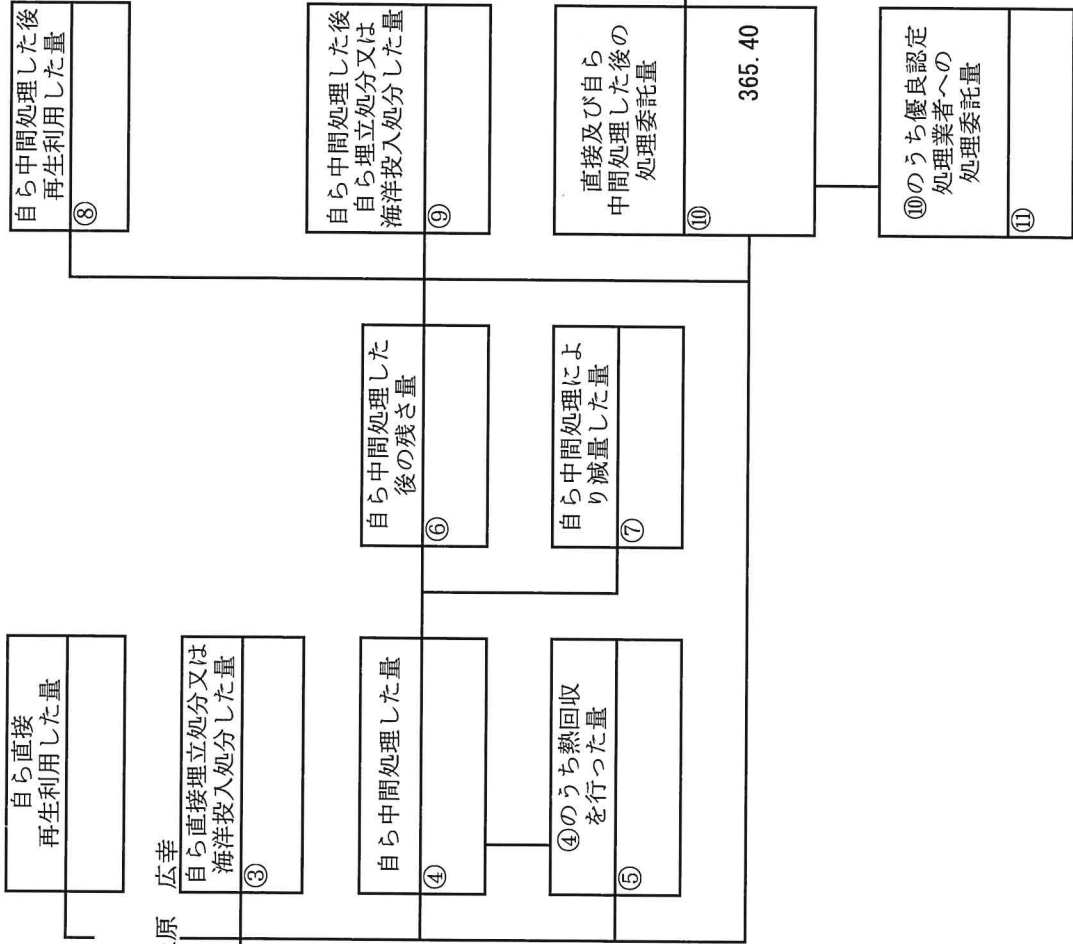 自ら直接
再生利用した量
原 広幸
自ら直接埋立処分又は
海洋投入処分した量
③
自ら中間処理した量
④
④のうち熱回収
を行った量
⑤
自ら中間処理した
後の残さ量
⑥
自ら中間処理によ
り減量した量
⑦
自ら中間処理した後
再生利用した量
⑧
自ら中間処理した後
自ら埋立処分又は
海洋投入処分した量
⑨
直接及び自ら
中間処理した後の
処理委託量
⑩
365.40
⑩のうち優良認定
処理業者への
処理委託量
⑪